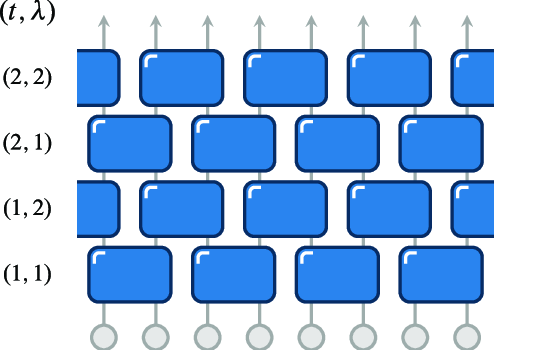 (t, λ)
(2, 2)
(2, 1)
(1, 2)
(1, 1)